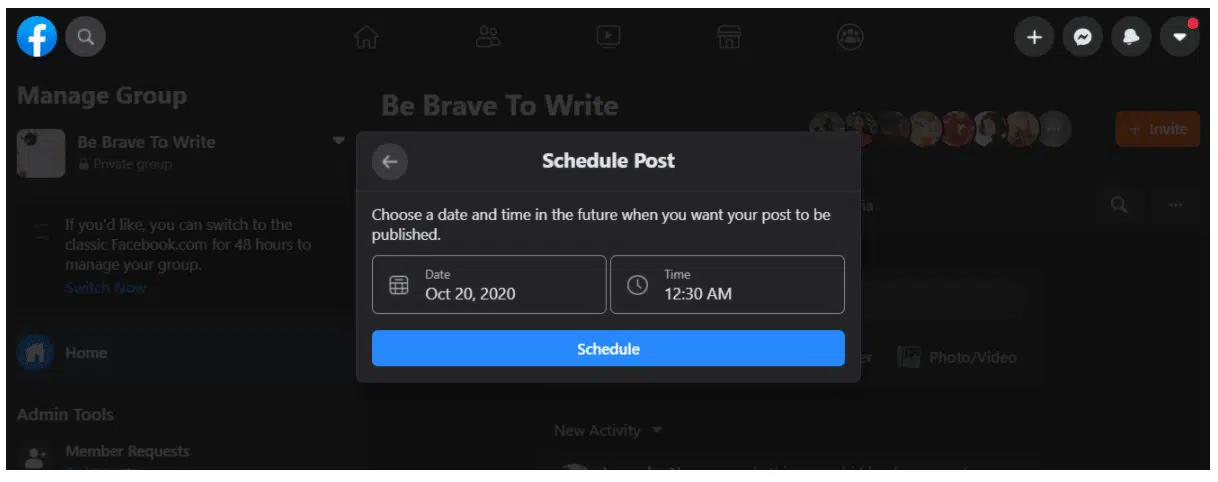 Manage Group
Be Brave To Write
Be Brave To Write
Private group
+ Invite
Schedule Post
If you'd like, you can switch to the
classic Facebook.com for 48 hours to
manage your group.
Switch Now
Choose a date and time in the future when you want your post to be
published.
Date
Oct 20, 2020
Time
12:30 AM
Schedule
Home
Photo/Video
Admin Tools
New Activity
Member Requests